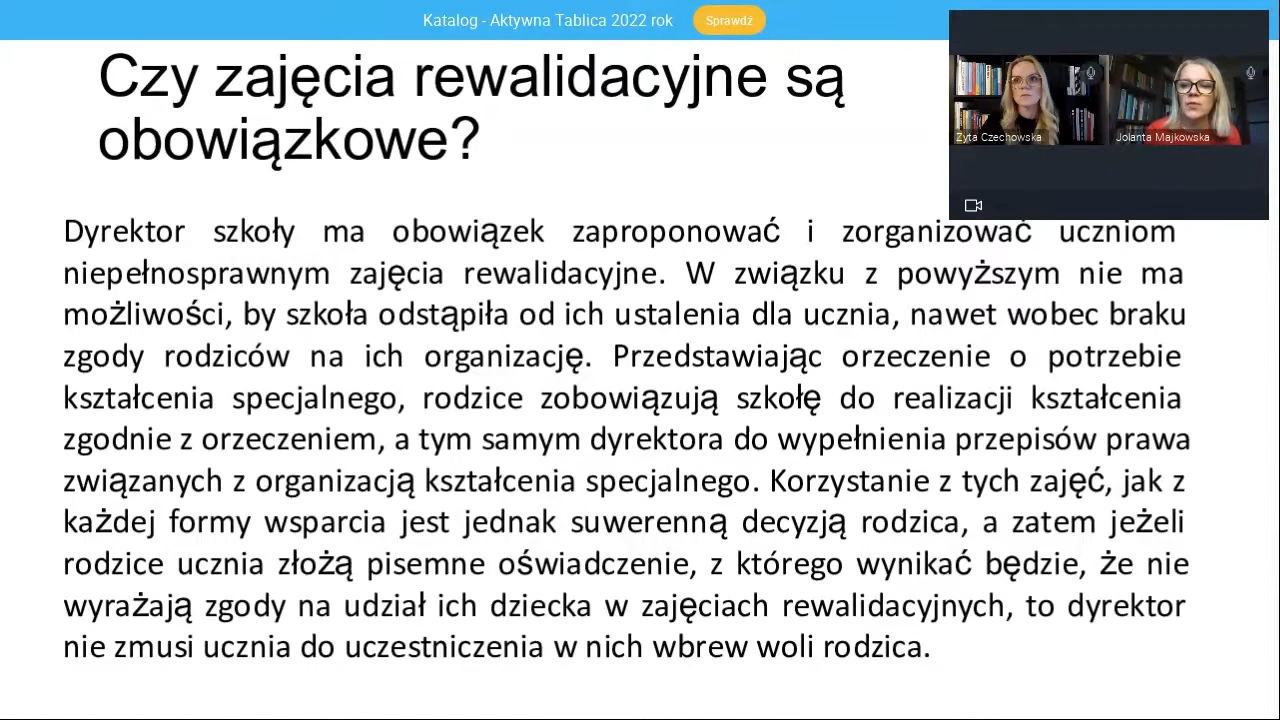 Katalog - Aktywna Tablica 2022 rok Sprawdź
Czy zajęcia rewalidacyjne są
obowiązkowe?
Zyta Czechowska
Jolanta Majkowska
Dyrektor szkoły ma obowiązek zaproponować i zorganizować uczniom
niepełnosprawnym zajęcia rewalidacyjne. W związku z powyższym nie ma
możliwości, by szkoła odstąpiła od ich ustalenia dla ucznia, nawet wobec braku
zgody rodziców na ich organizację. Przedstawiając orzeczenie o potrzebie
kształcenia specjalnego, rodzice zobowiązują szkołę do realizacji kształcenia
zgodnie z orzeczeniem, a tym samym dyrektora do wypełnienia przepisów prawa
związanych z organizacją kształcenia specjalnego. Korzystanie z tych zajęć, jak z
każdej formy wsparcia jest jednak suwerenną decyzją rodzica, a zatem jeżeli
rodzice ucznia złożą pisemne oświadczenie, z którego wynikać będzie, że nie
wyrażają zgody na udział ich dziecka w zajęciach rewalidacyjnych, to dyrektor
nie zmusi ucznia do uczestniczenia w nich wbrew woli rodzica.